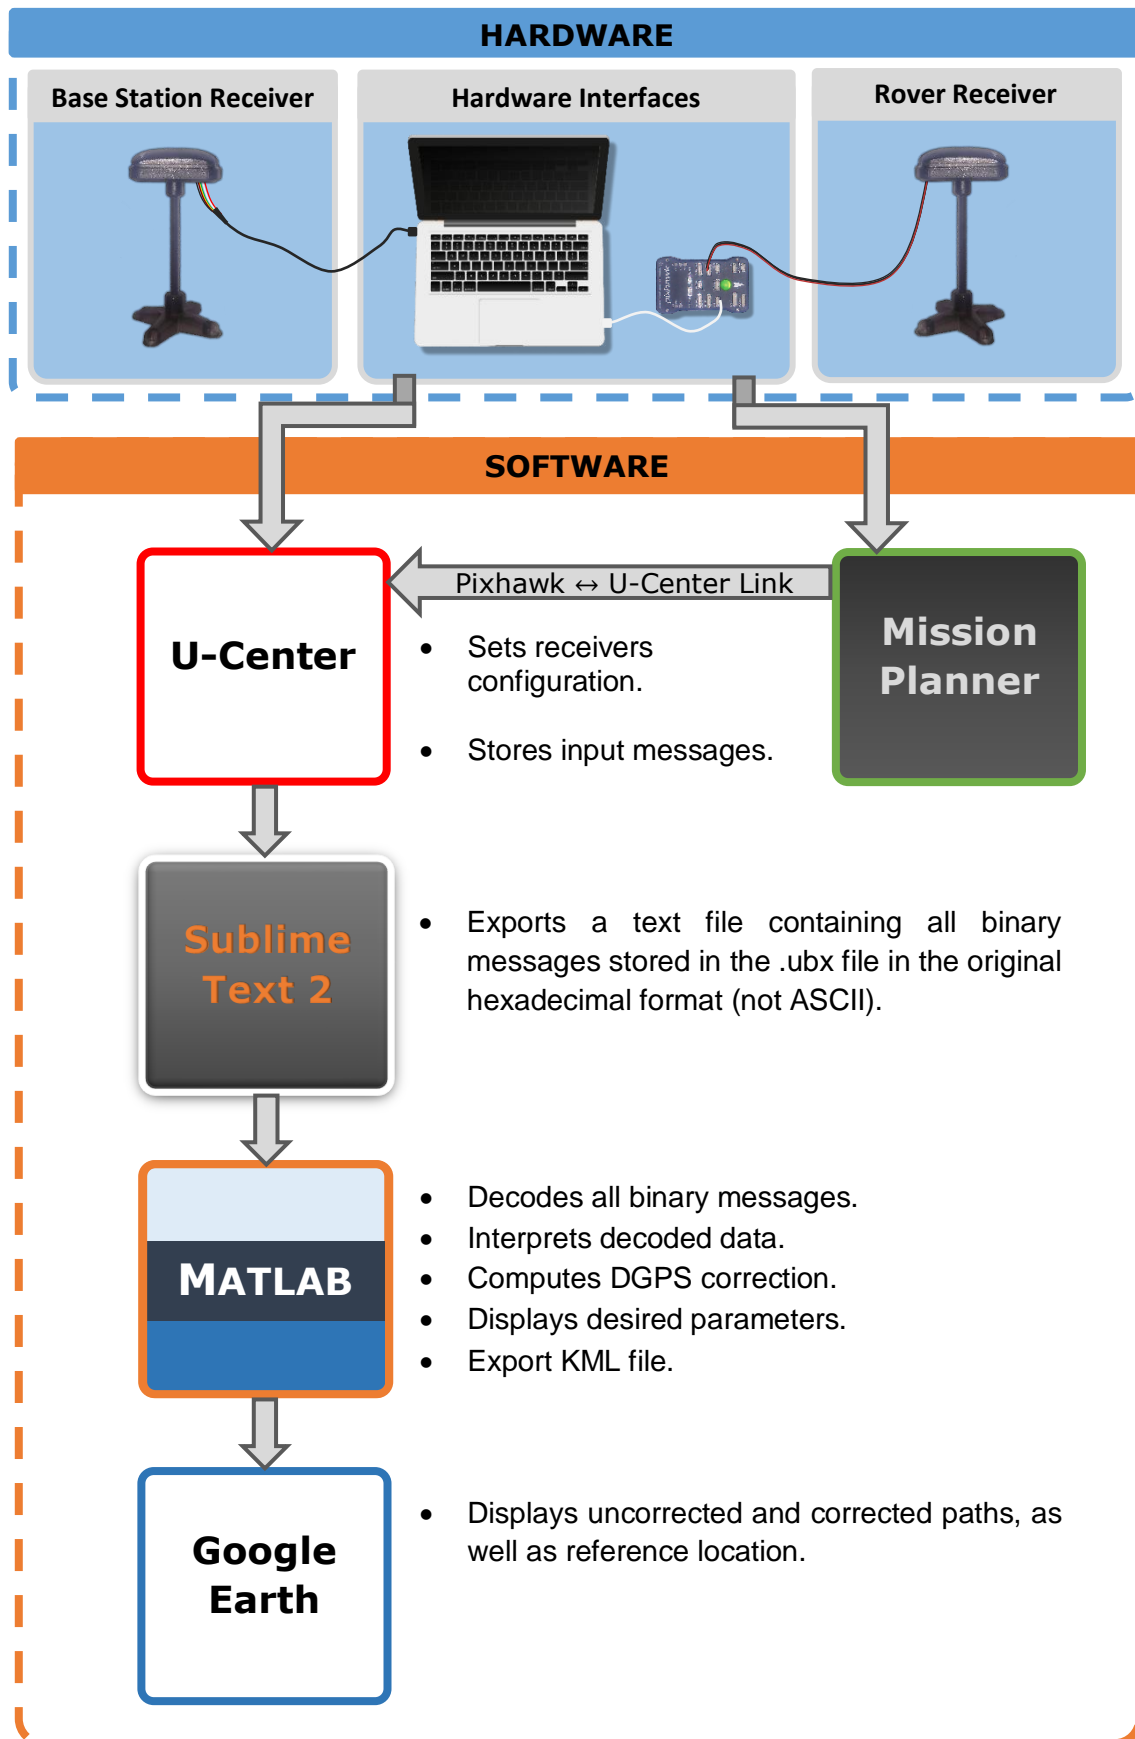 HARDWARE
Base Station Receiver
Hardware Interfaces
Rover Receiver
SOFTWARE
Pixhawk ↔ U-Center Link
U-Center
Mission
Planner
• Sets receivers
configuration.
• Stores input messages.
Sublime
Text 2
• Exports a text file containing all binary
messages stored in the .ubx file in the original
hexadecimal format (not ASCII).
MATLAB
• Decodes all binary messages.
• Interprets decoded data.
• Computes DGPS correction.
• Displays desired parameters.
• Export KML file.
Google
Earth
• Displays uncorrected and corrected paths, as
well as reference location.